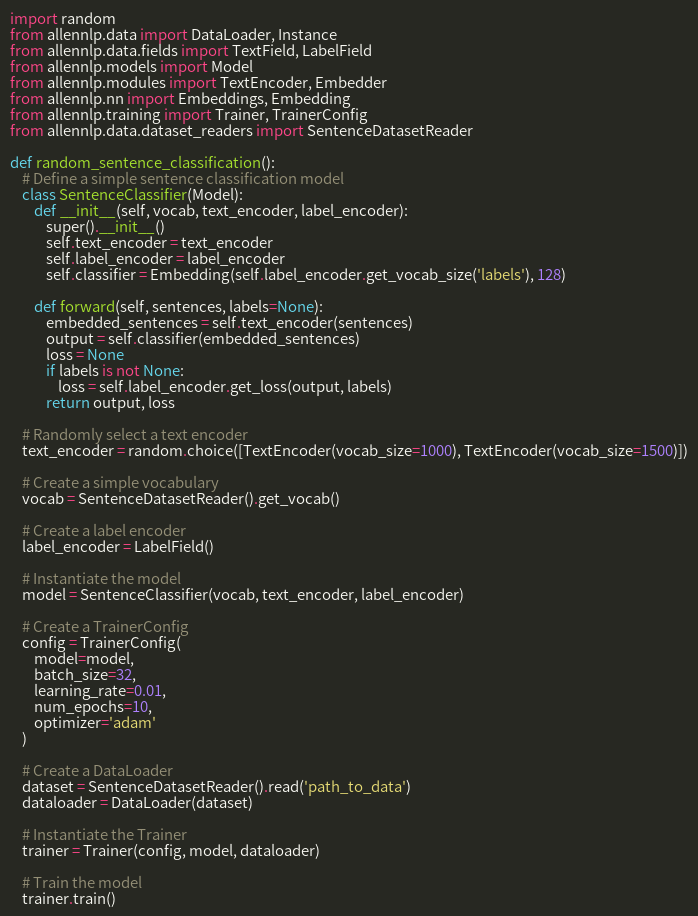 import random
from allennlp.data import DataLoader, Instance
from allennlp.data.fields import TextField, LabelField
from allennlp.models import Model
from allennlp.modules import TextEncoder, Embedder
from allennlp.nn import Embeddings, Embedding
from allennlp.training import Trainer, TrainerConfig
from allennlp.data.dataset_readers import SentenceDatasetReader

def random_sentence_classification():
    # Define a simple sentence classification model
    class SentenceClassifier(Model):
        def __init__(self, vocab, text_encoder, label_encoder):
            super().__init__()
            self.text_encoder = text_encoder
            self.label_encoder = label_encoder
            self.classifier = Embedding(self.label_encoder.get_vocab_size('labels'), 128)

        def forward(self, sentences, labels=None):
            embedded_sentences = self.text_encoder(sentences)
            output = self.classifier(embedded_sentences)
            loss = None
            if labels is not None:
                loss = self.label_encoder.get_loss(output, labels)
            return output, loss

    # Randomly select a text encoder
    text_encoder = random.choice([TextEncoder(vocab_size=1000), TextEncoder(vocab_size=1500)])

    # Create a simple vocabulary
    vocab = SentenceDatasetReader().get_vocab()

    # Create a label encoder
    label_encoder = LabelField()

    # Instantiate the model
    model = SentenceClassifier(vocab, text_encoder, label_encoder)

    # Create a TrainerConfig
    config = TrainerConfig(
        model=model,
        batch_size=32,
        learning_rate=0.01,
        num_epochs=10,
        optimizer='adam'
    )

    # Create a DataLoader
    dataset = SentenceDatasetReader().read('path_to_data')
    dataloader = DataLoader(dataset)

    # Instantiate the Trainer
    trainer = Trainer(config, model, dataloader)

    # Train the model
    trainer.train()